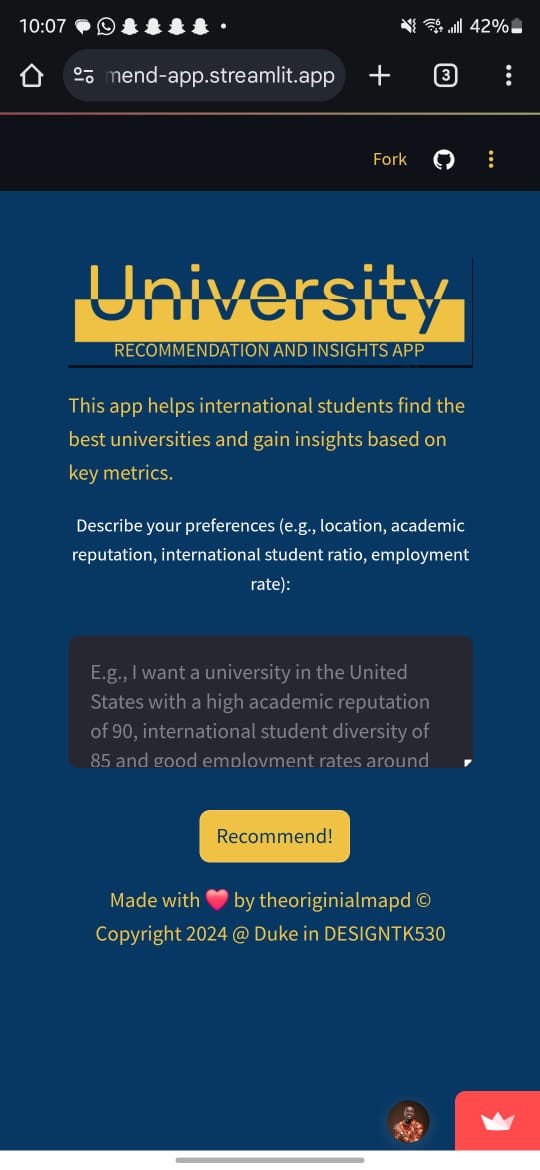 10:07
42%
mend-app.streamlit.app
3
Fork
University
RECOMMENDATION AND INSIGHTS APP
This app helps international students find the
best universities and gain insights based on
key metrics.
Describe your preferences (e.g., location, academic
reputation, international student ratio, employment
rate):
E.g., I want a university in the United
States with a high academic reputation
of 90, international student diversity of
85 and good employment rates around
Recommend!
Made with ❤️ by theoriginialmapd ©
Copyright 2024 @ Duke in DESIGNTK530